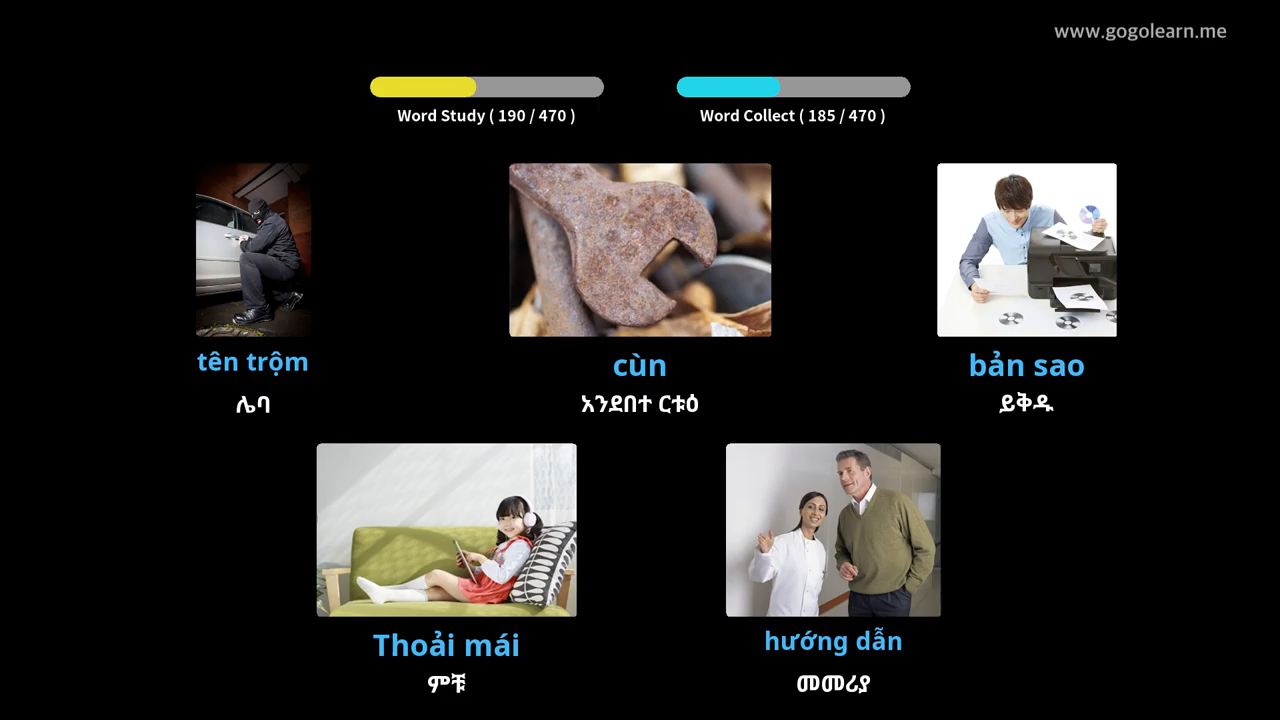 www.gogolearn.me
Word Study ( 190 / 470 )
Word Collect ( 185 / 470 )
tên trộm
ሌባ
cùn
አንደበተ ርቱዕ
bản sao
ይቅዱ
Thoải mái
ምቹ
hướng dẫn
መመሪያ